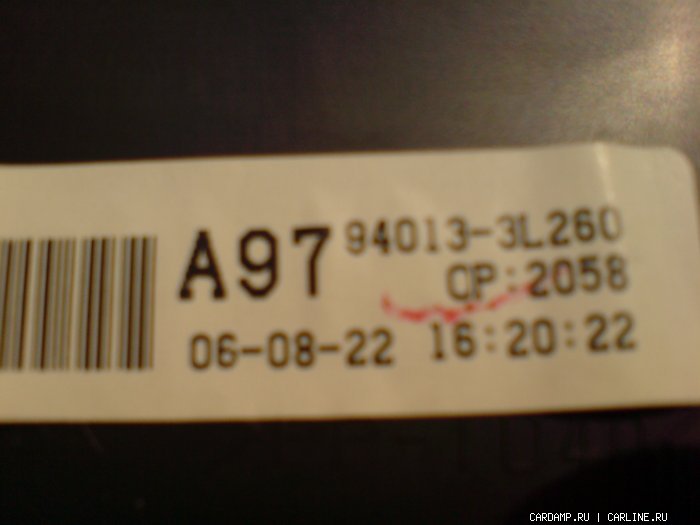 A97 94013-3L260
CP:2058
06-08-22 16:20:22
CARDAMP.RU | CARLINE.RU